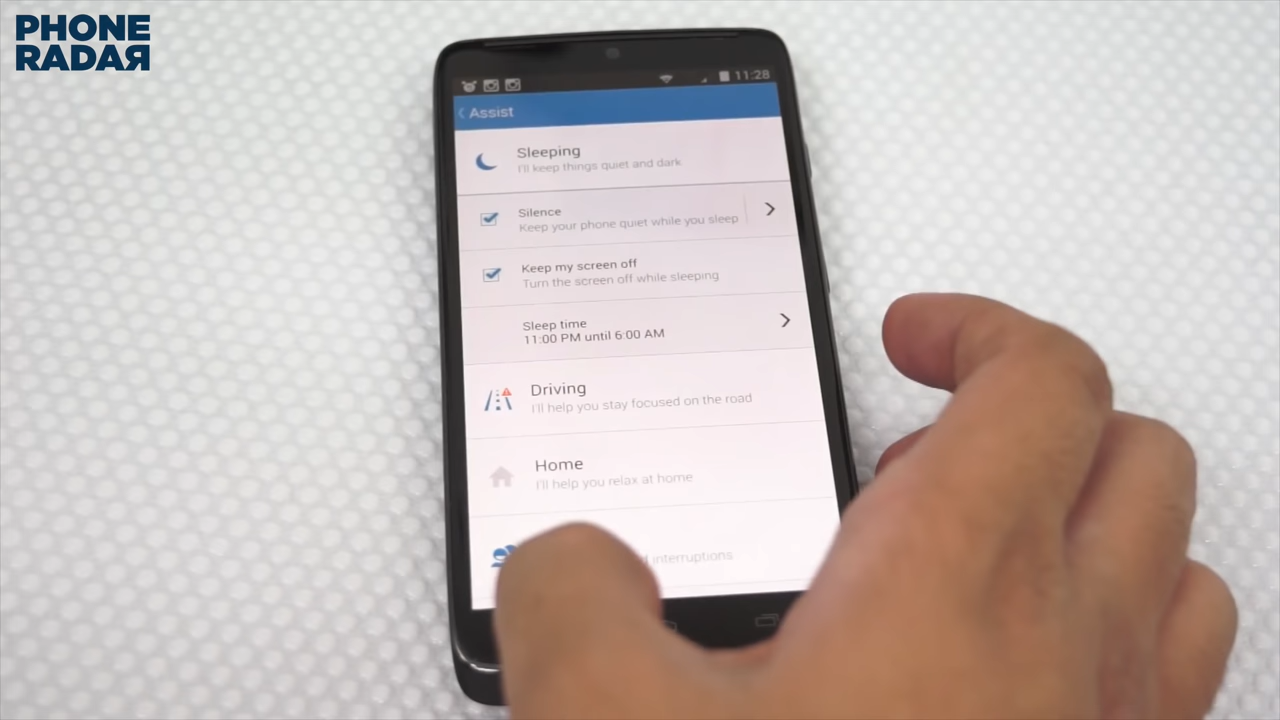 PHONE
RADAR
11:28
Assist
Sleeping
I'll keep things quiet and dark
Silence
Keep your phone quiet while you sleep
Keep my screen off
Turn the screen off while sleeping
Sleep time
11:00 PM until 6:00 AM
Driving
I'll help you stay focused on the road
Home
I'll help you relax at home
interruptions